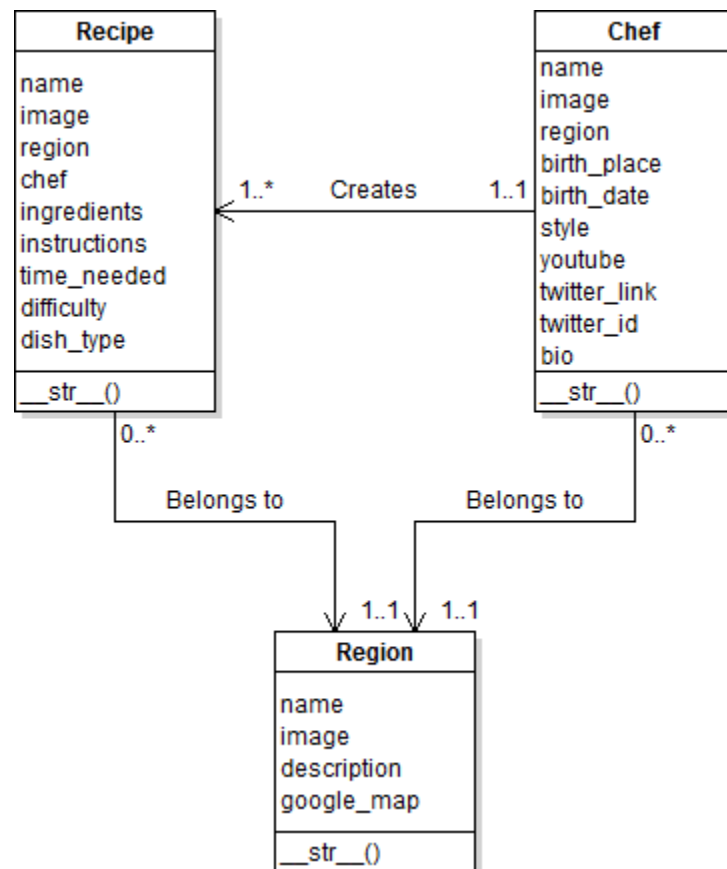 Recipe
name
image
region
chef
ingredients
instructions
time_needed
difficulty
dish_type
__str__()
Chef
name
image
region
birth_place
birth_date
style
youtube
twitter_link
twitter_id
bio
__str__()
1..* Creates 1..1
0..*
0..*
Belongs to
Belongs to
1..1
1..1
Region
name
image
description
google_map
__str__()